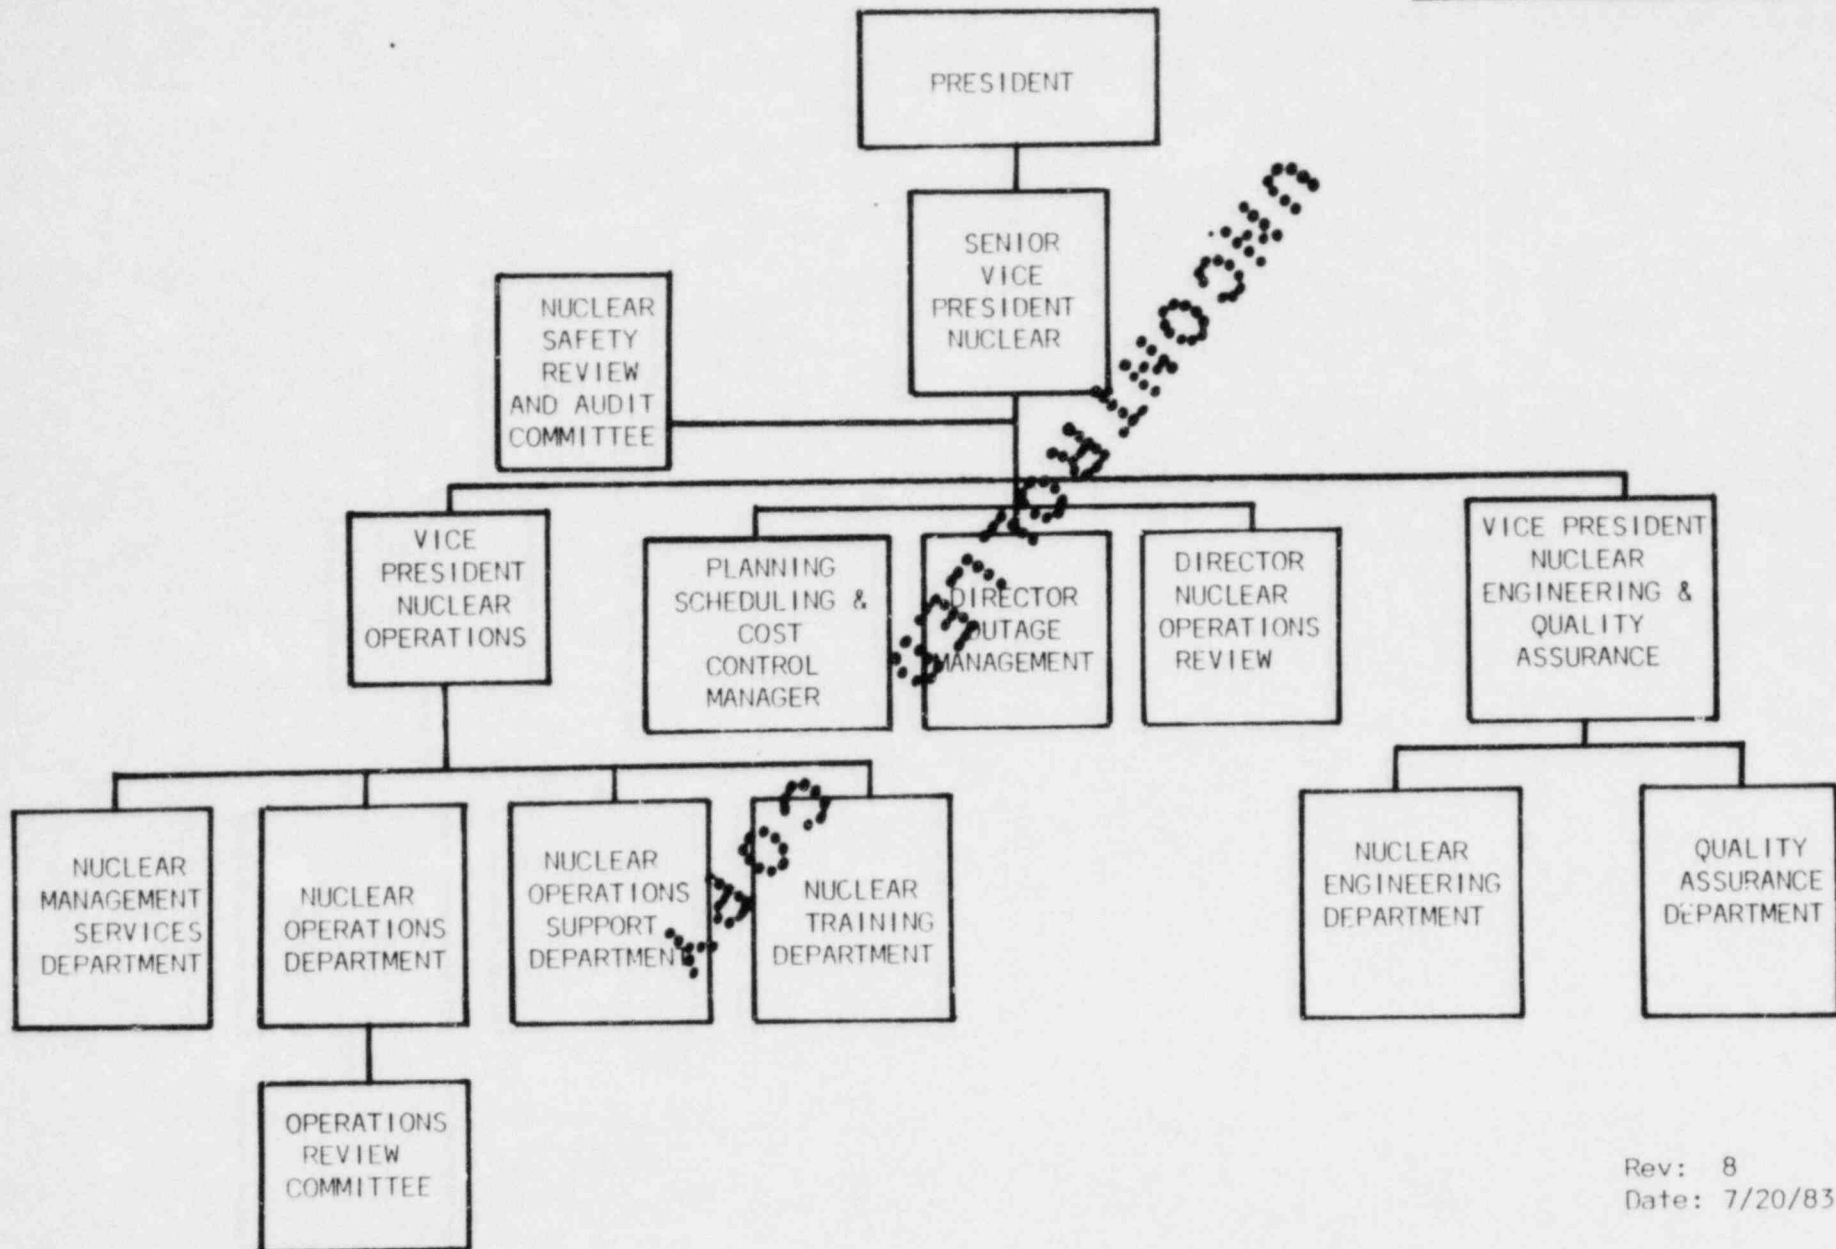 PRESIDENT
SENIOR
VICE
PRESIDENT
NUCLEAR
NUCLEAR
SAFETY
REVIEW
AND AUDIT
COMMITTEE
VICE
PRESIDENT
NUCLEAR
OPERATIONS
PLANNING
SCHEDULING &
COST
CONTROL
MANAGER
DIRECTOR
OUTAGE
MANAGEMENT
DIRECTOR
NUCLEAR
OPERATIONS
REVIEW
VICE PRESIDENT
NUCLEAR
ENGINEERING &
QUALITY
ASSURANCE
NUCLEAR
MANAGEMENT
SERVICES
DEPARTMENT
NUCLEAR
OPERATIONS
DEPARTMENT
NUCLEAR
OPERATIONS
SUPPORT
DEPARTMENT
NUCLEAR
TRAINING
DEPARTMENT
NUCLEAR
ENGINEERING
DEPARTMENT
QUALITY
ASSURANCE
DEPARTMENT
OPERATIONS
REVIEW
COMMITTEE
UNCONTROLLED
COPY
Rev: 8
Date: 7/20/83